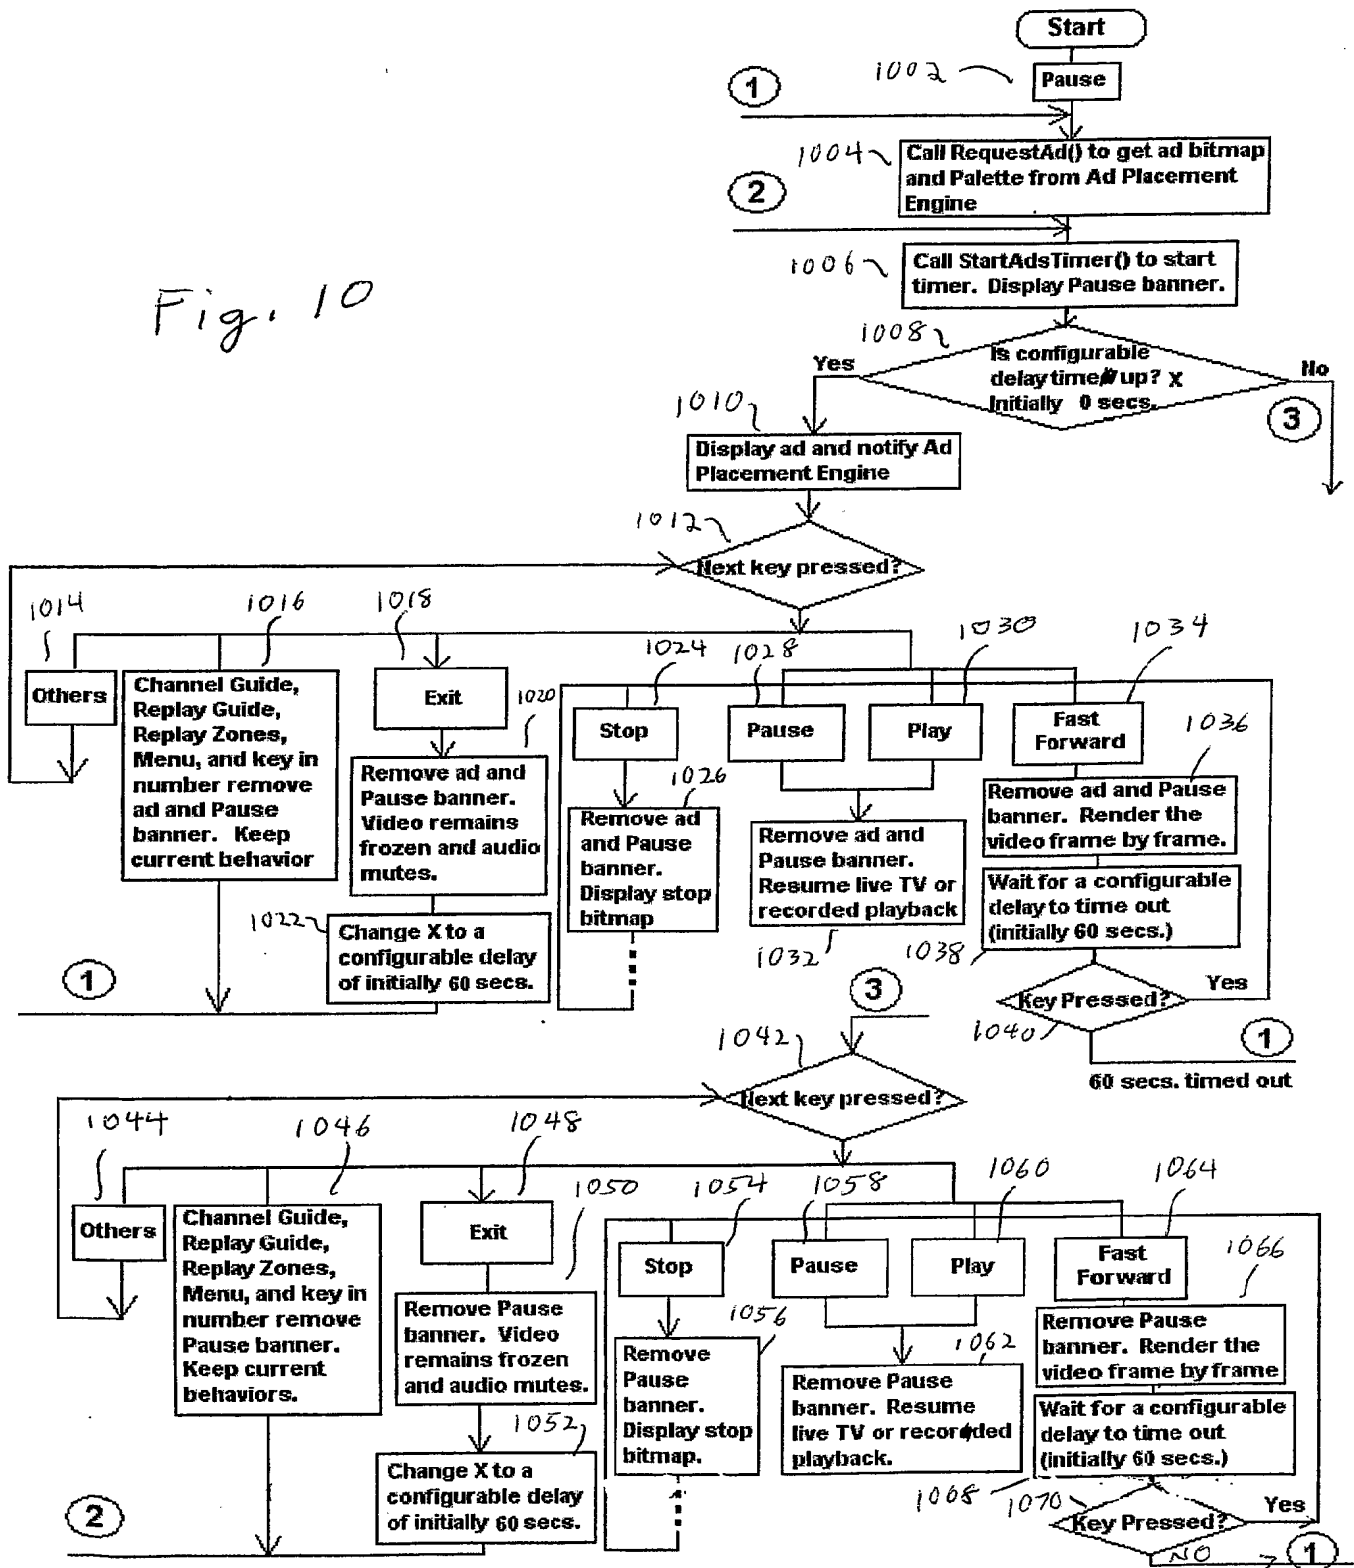 Start
1002
Pause
1
1004
Call RequestAd() to get ad bitmap
and Palette from Ad Placement
Engine
2
1006
Call StartAdsTimer() to start
timer. Display Pause banner.
Fig. 10
1008
Is configurable
delay time up? X
Initially 0 secs.
Yes
No
3
1010
Display ad and notify Ad
Placement Engine
1012
Next key pressed?
1014
Others
1016
Channel Guide,
Replay Guide,
Replay Zones,
Menu, and key in
number remove
ad and Pause
banner. Keep
current behavior
1018
Exit
1020
Remove ad and
Pause banner.
Video remains
frozen and audio
mutes.
1022
Change X to a
configurable delay
of initially 60 secs.
1
1024
Stop
1026
Remove ad
and Pause
banner.
Display stop
bitmap
1028
Pause
1030
Play
Remove ad and
Pause banner.
Resume live TV or
recorded playback
1032
1034
Fast
Forward
1036
Remove ad and Pause
banner. Render the
video frame by frame.
Wait for a configurable
delay to time out
(initially 60 secs.)
1038
Key Pressed?
Yes
1040
1
60 secs. timed out
3
1042
Next key pressed?
1044
Others
1046
Channel Guide,
Replay Guide,
Replay Zones,
Menu, and key in
number remove
Pause banner.
Keep current
behaviors.
1048
Exit
1050
Remove Pause
banner. Video
remains frozen
and audio mutes.
1052
Change X to a
configurable delay
of initially 60 secs.
2
1054
Stop
1056
Remove
Pause
banner.
Display stop
bitmap.
1058
Pause
1060
Play
1062
Remove Pause
banner. Resume
live TV or recorded
playback.
1064
Fast
Forward
1066
Remove Pause
banner. Render the
video frame by frame
Wait for a configurable
delay to time out
(initially 60 secs.)
1068
1070
Key Pressed?
Yes
NO
1